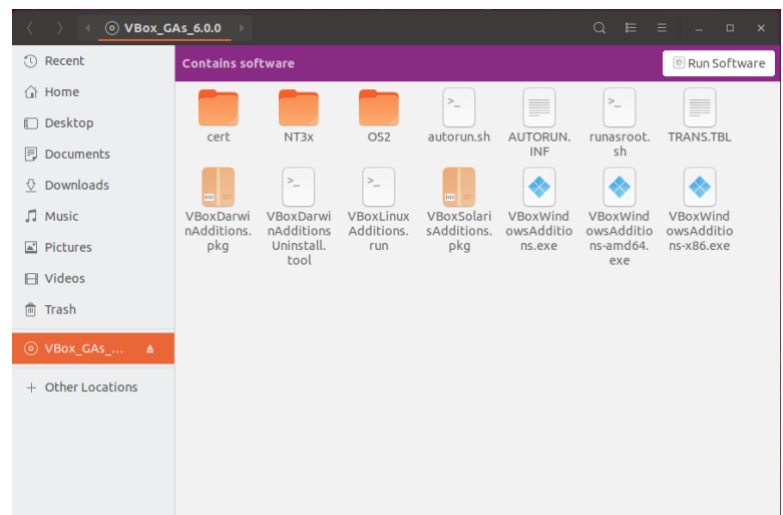 VBox_GAs_6.0.0
Recent
Home
Desktop
Documents
Downloads
Music
Pictures
Videos
Trash
VBox_GAs_...
+ Other Locations
Contains software
Run Software
cert
NT3x
OS2
autorun.sh
AUTORUN.
INF
runasroot.
sh
TRANS.TBL
VBoxDarwi
nAdditions.
pkg
VBoxDarwi
nAdditions
Uninstall.
tool
VBoxLinux
Additions.
run
VBoxSolari
sAdditions.
pkg
VBoxWind
owsAdditio
ns.exe
VBoxWind
owsAdditio
ns-amd64.
exe
VBoxWind
owsAdditio
ns-x86.exe